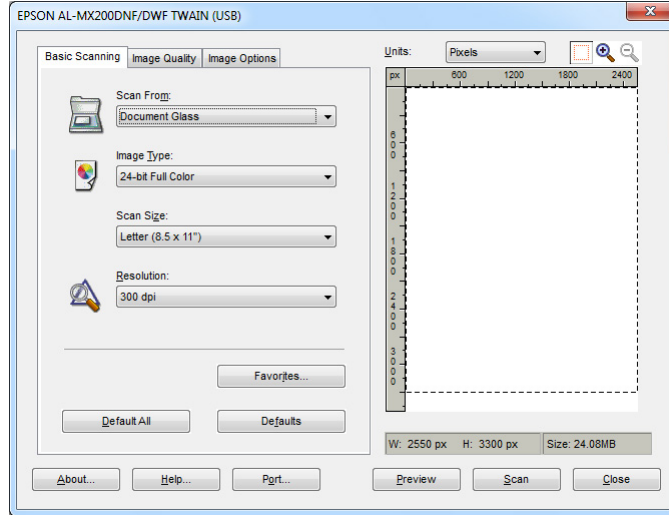 EPSON AL-MX200DNF/DWF TWAIN (USB)
Basic Scanning Image Quality Image Options
Scan From:
Document Glass
Image Type:
24-bit Full Color
Scan Size:
Letter (8.5 x 11")
Resolution:
300 dpi
Favorites...
Default All Defaults
Units: Pixels
px 600 1200 1800 2400
600
1200
1800
2400
3000
W: 2550 px H: 3300 px Size: 24.08MB
About... Help... Port... Preview Scan Close